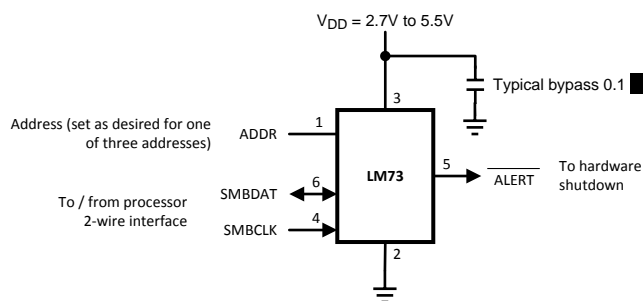 V_DD = 2.7V to 5.5V
Typical bypass 0.1
3
Address (set as desired for one
of three addresses)
ADDR
1
LM73
5
ALERT
To hardware
shutdown
To / from processor
2-wire interface
SMBDAT
6
SMBCLK
4
2